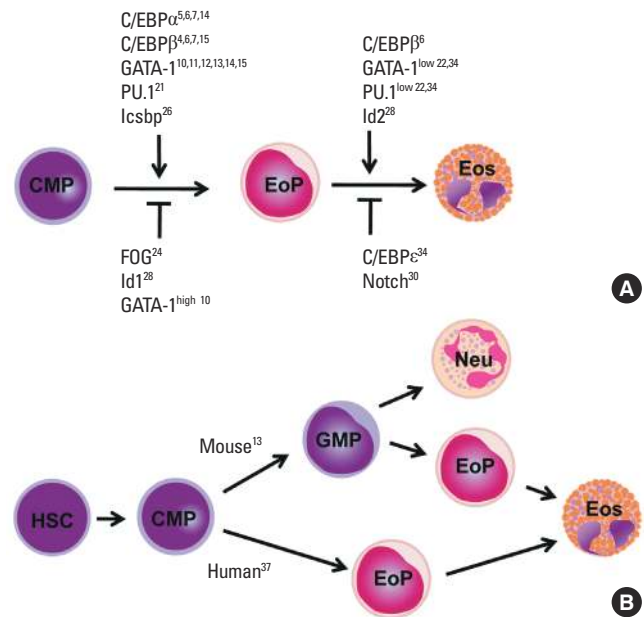 C/EBPα5,6,7,14
C/EBPβ4,6,7,15
GATA-110,11,12,13,14,15
PU.121
Icsbp26
C/EBPβ6
GATA-1low 22,34
PU.1low 22,34
Id228
CMP
EoP
Eos
FOG24
Id128
GATA-1high 10
C/EBPε34
Notch30
A
Neu
Mouse13
GMP
EoP
HSC
CMP
Eos
Human37
EoP
B